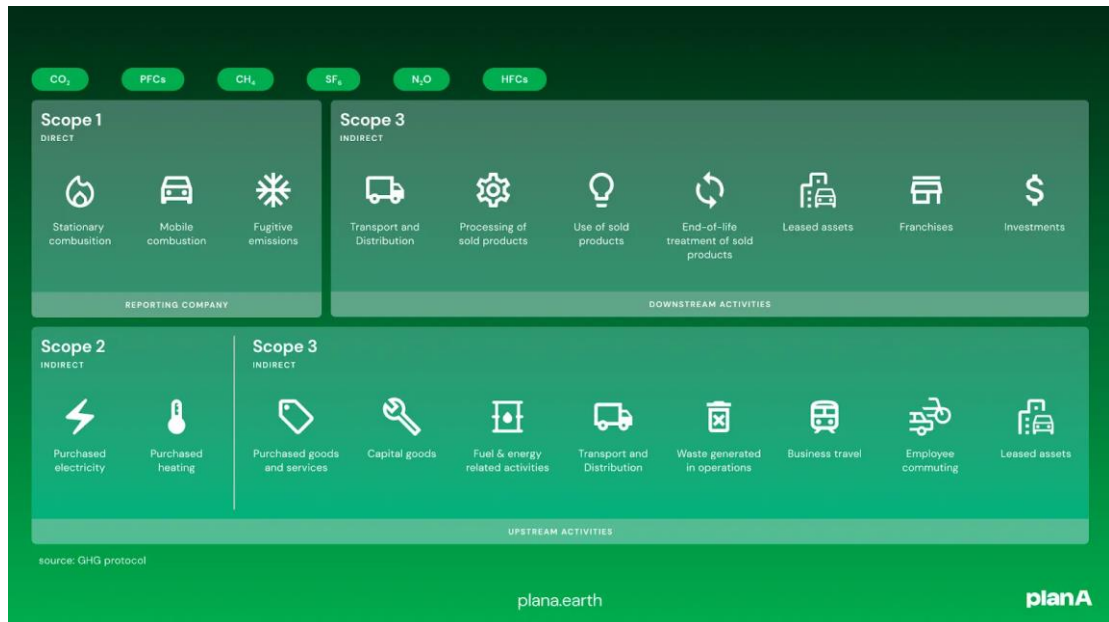 CO₂ PFCs CH₄ SF₆ N₂O HFCs
Scope 1
DIRECT
Stationary
combusition
Mobile
combustion
Fugitive
emissions
REPORTING COMPANY
Scope 3
INDIRECT
Transport and
Distribution
Processing of
sold products
Use of sold
products
End-of-life
treatment of sold
products
Leased assets
Franchises
Investments
DOWNSTREAM ACTIVITIES
Scope 2
INDIRECT
Purchased
electricity
Purchased
heating
Scope 3
INDIRECT
Purchased goods
and services
Capital goods
Fuel & energy
related activities
Transport and
Distribution
Waste generated
in operations
Business travel
Employee
commuting
Leased assets
UPSTREAM ACTIVITIES
source: GHG protocol
plana.earth
planA